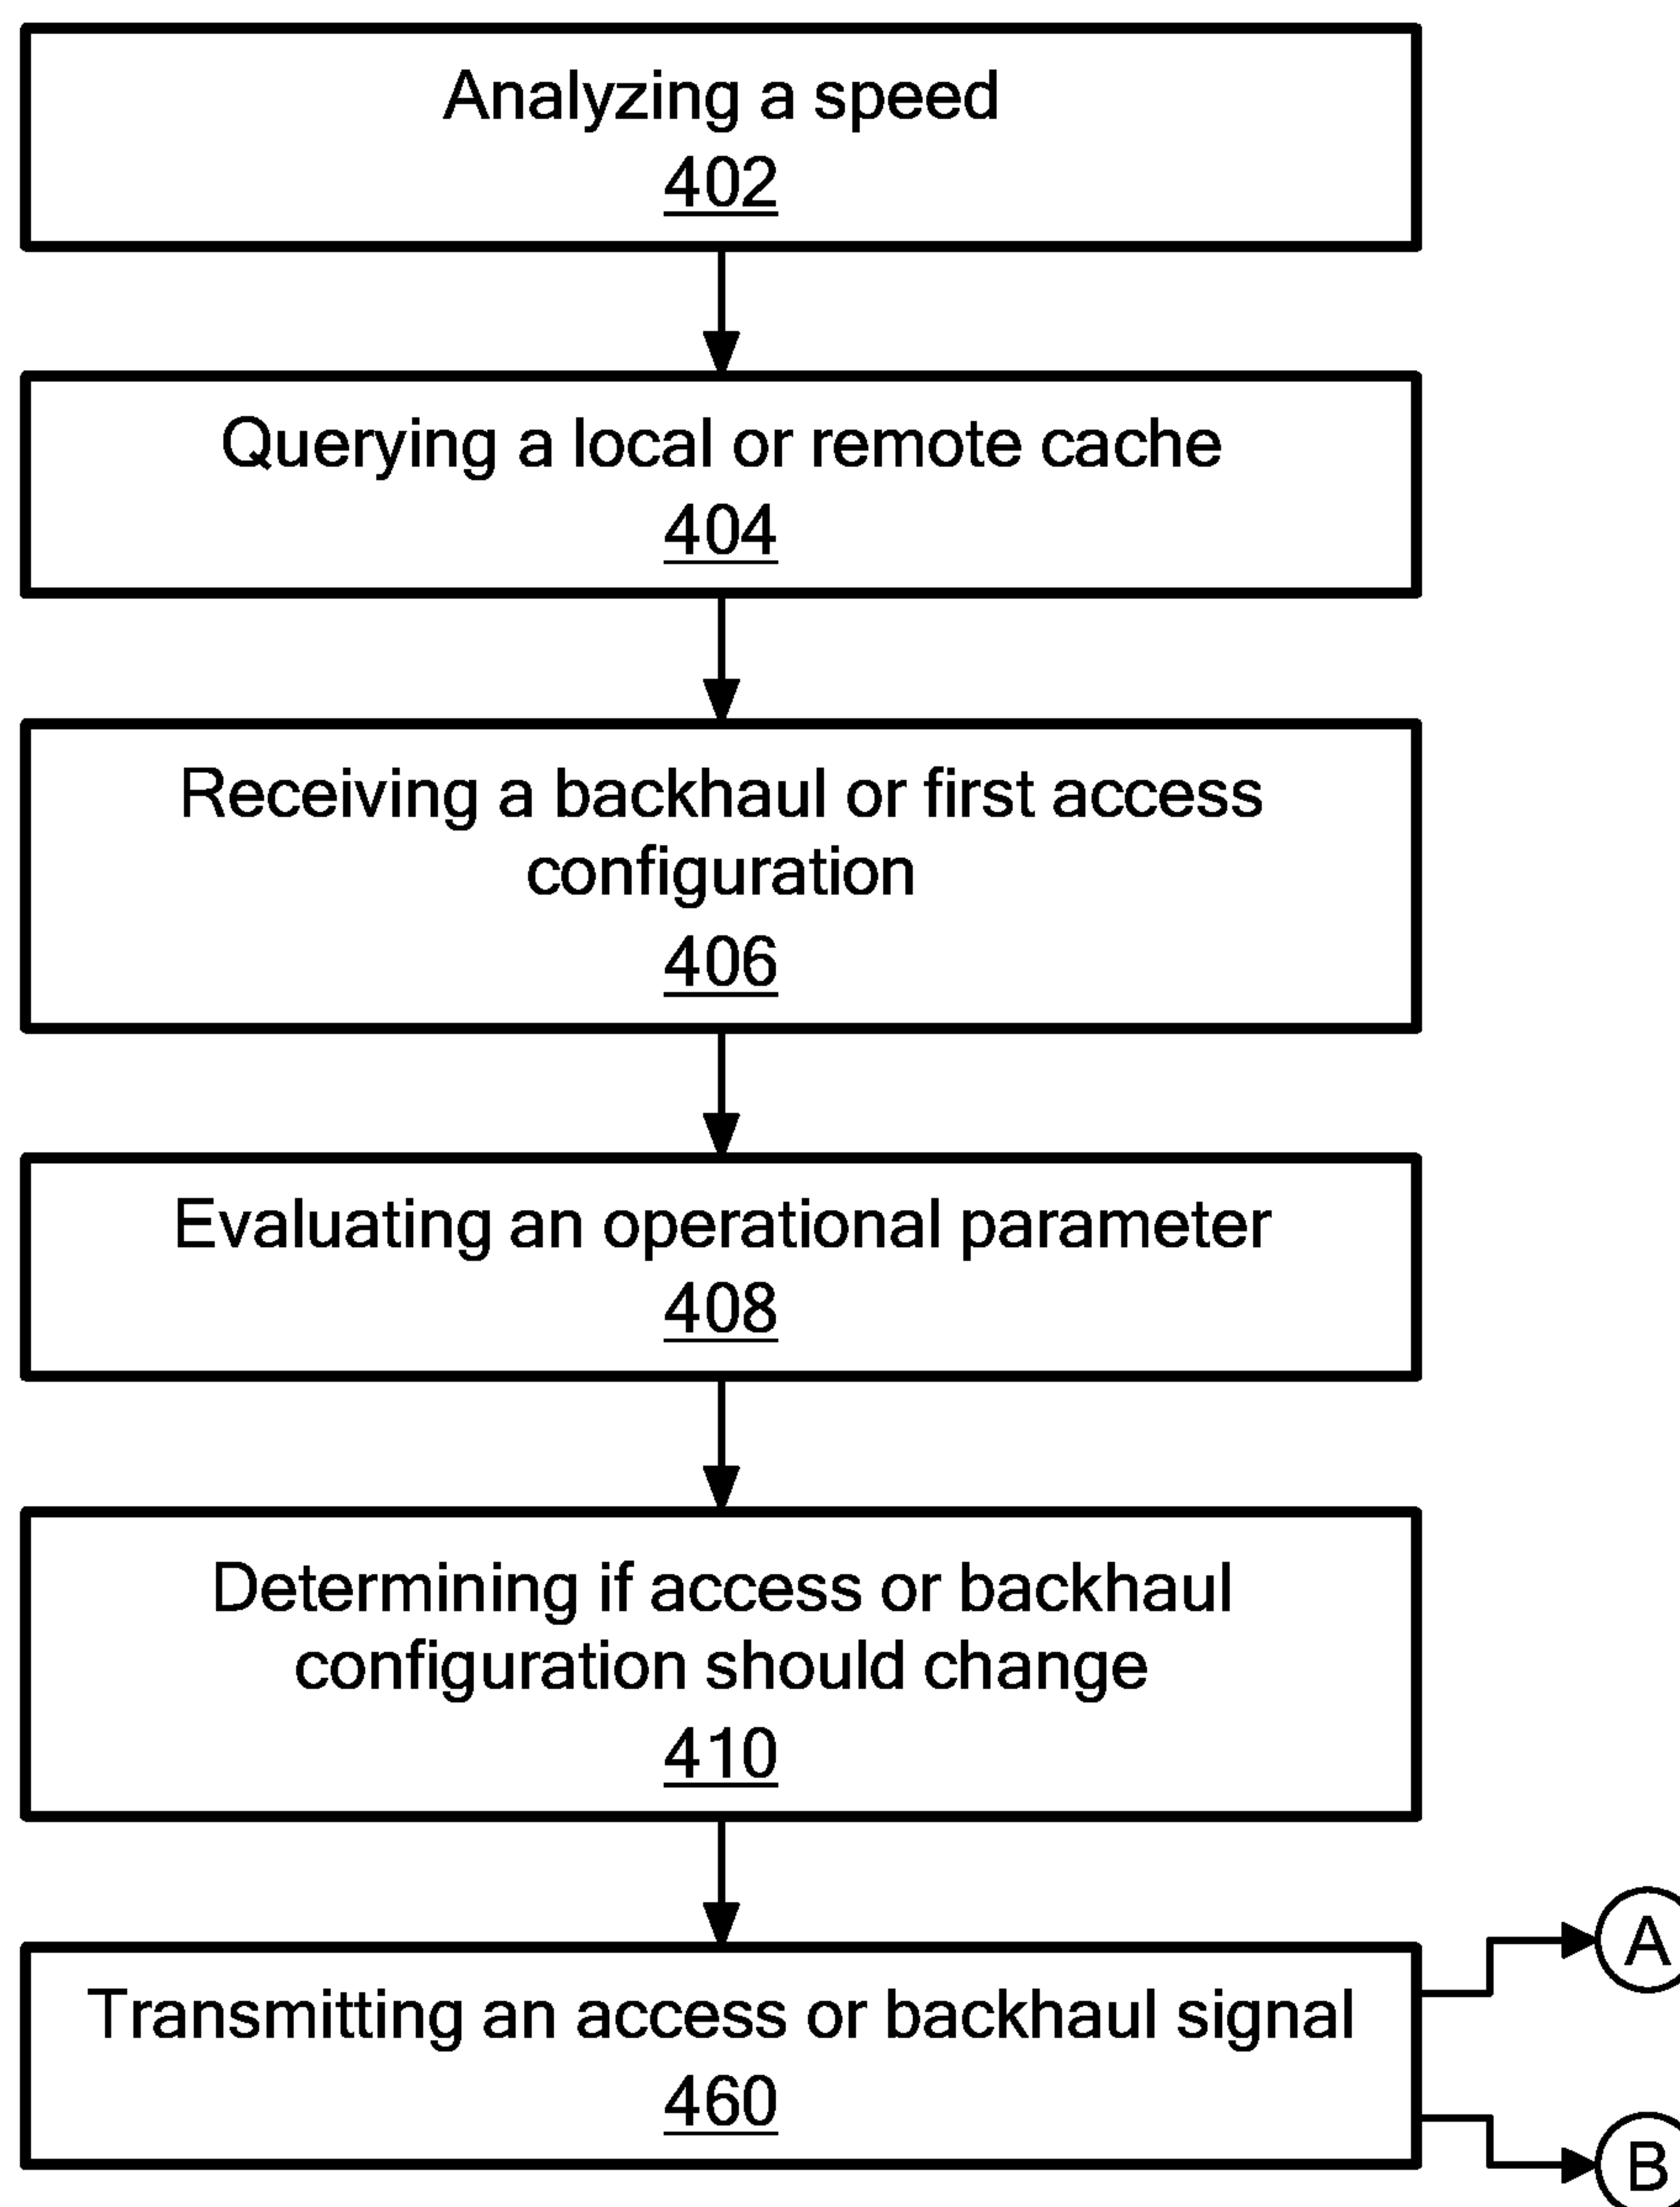 Analyzing a speed
402
Querying a local or remote cache
404
Receiving a backhaul or first access
configuration
406
Evaluating an operational parameter
408
Determining if access or backhaul
configuration should change
410
A
Transmitting an access or backhaul signal
460
B